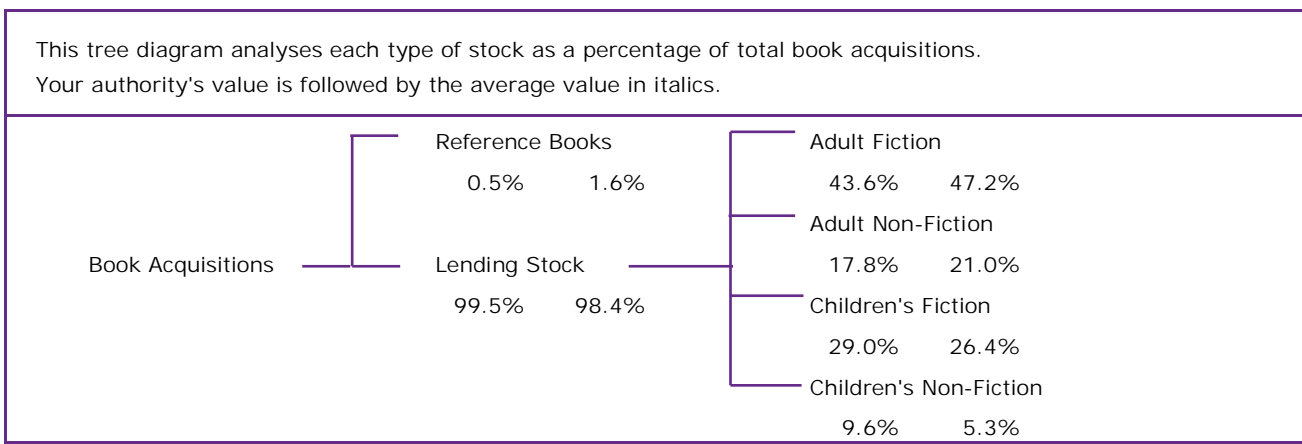 This tree diagram analyses each type of stock as a percentage of total book acquisitions.
Your authority's value is followed by the average value in italics.
Reference Books
0.5% 1.6%
Book Acquisitions
Lending Stock
99.5% 98.4%
Adult Fiction
43.6% 47.2%
Adult Non-Fiction
17.8% 21.0%
Children's Fiction
29.0% 26.4%
Children's Non-Fiction
9.6% 5.3%